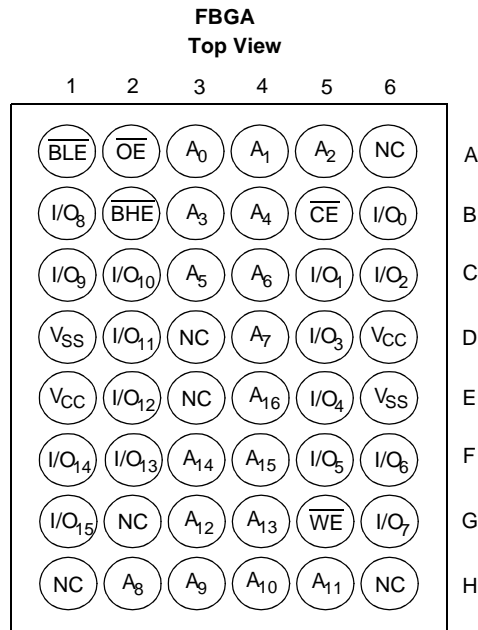 FBGA
Top View
1 2 3 4 5 6
BLE OE A0 A1 A2 NC A
I/O8 BHE A3 A4 CE I/O0 B
I/O9 I/O10 A5 A6 I/O1 I/O2 C
VSS I/O11 NC A7 I/O3 VCC D
VCC I/O12 NC A16 I/O4 VSS E
I/O14 I/O13 A14 A15 I/O5 I/O6 F
I/O15 NC A12 A13 WE I/O7 G
NC A8 A9 A10 A11 NC H